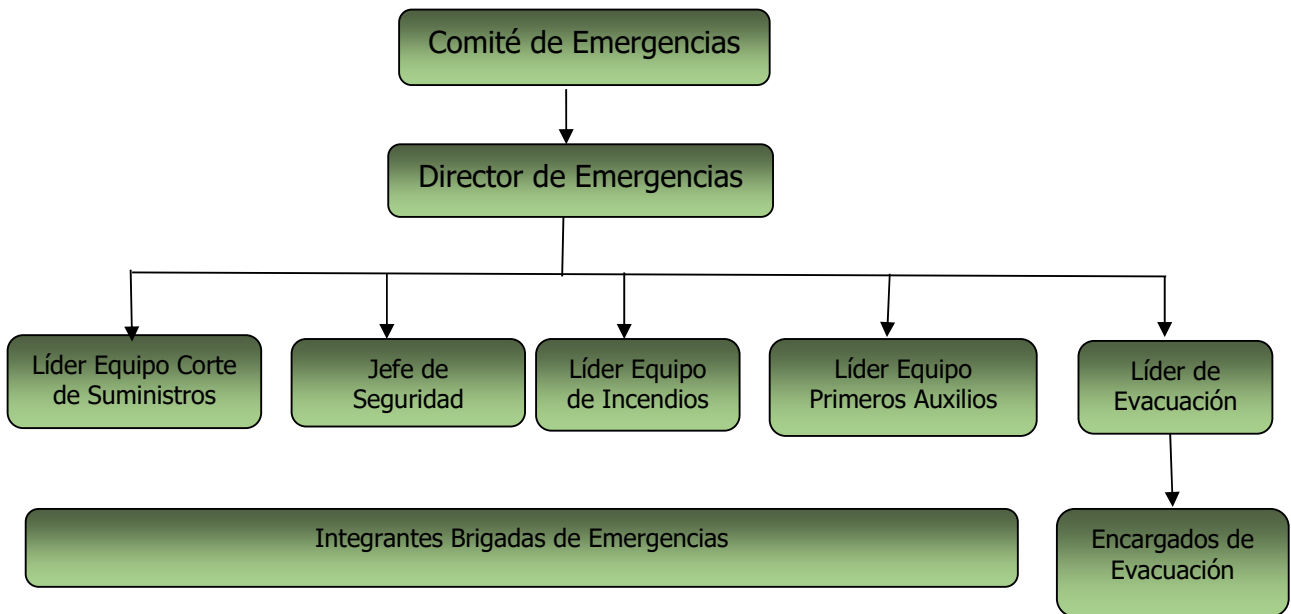 Comité de Emergencias
Director de Emergencias
Líder Equipo Corte
de Suministros
Jefe de
Seguridad
Líder Equipo
de Incendios
Líder Equipo
Primeros Auxilios
Líder de
Evacuación
Integrantes Brigadas de Emergencias
Encargados de
Evacuación